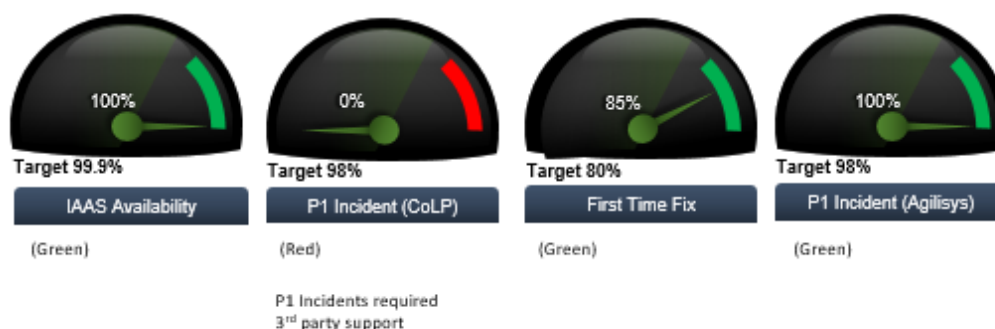 100%
0%
85%
100%
Target 99.9%
Target 98%
Target 80%
Target 98%
IAAS Availability
P1 Incident (CoLP)
First Time Fix
P1 Incident (Agilisys)
(Green)
(Red)
(Green)
(Green)
P1 Incidents required
3rd party support